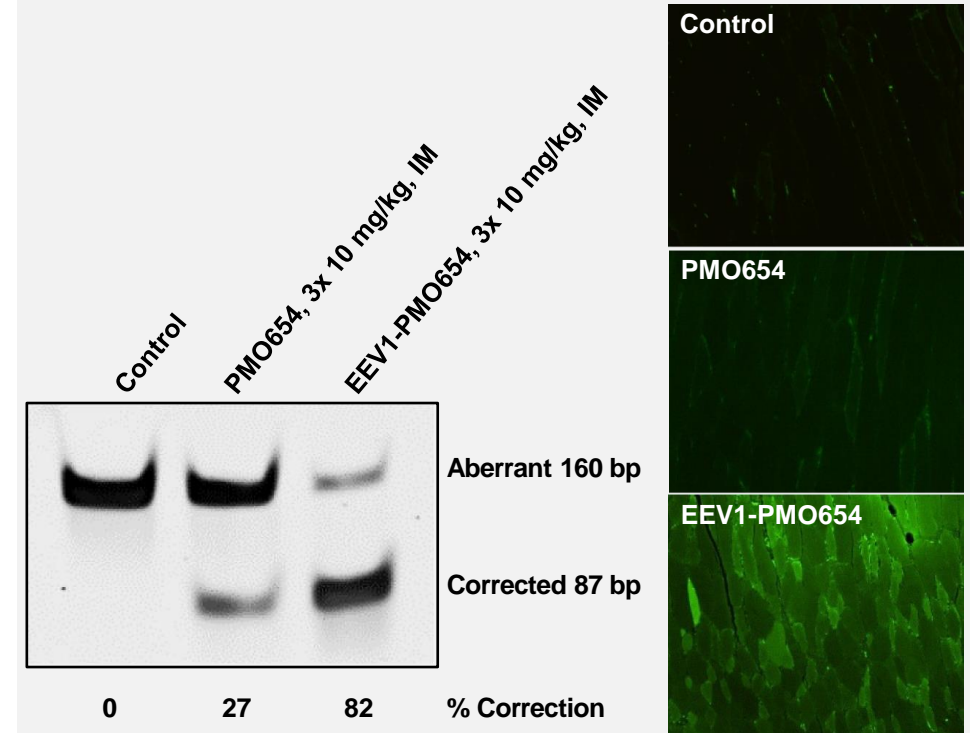 Control
PMO654, 3x 10 mg/kg, IM
EEV1-PMO654, 3x 10 mg/kg, IM
Aberrant 160 bp
Corrected 87 bp
0 27 82 % Correction
Control
PMO654
EEV1-PMO654